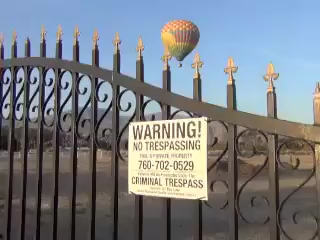 WARNING!
NO TRESPASSING
THIS IS PRIVATE PROPERTY
760-702-0529
CRIMINAL TRESPASS